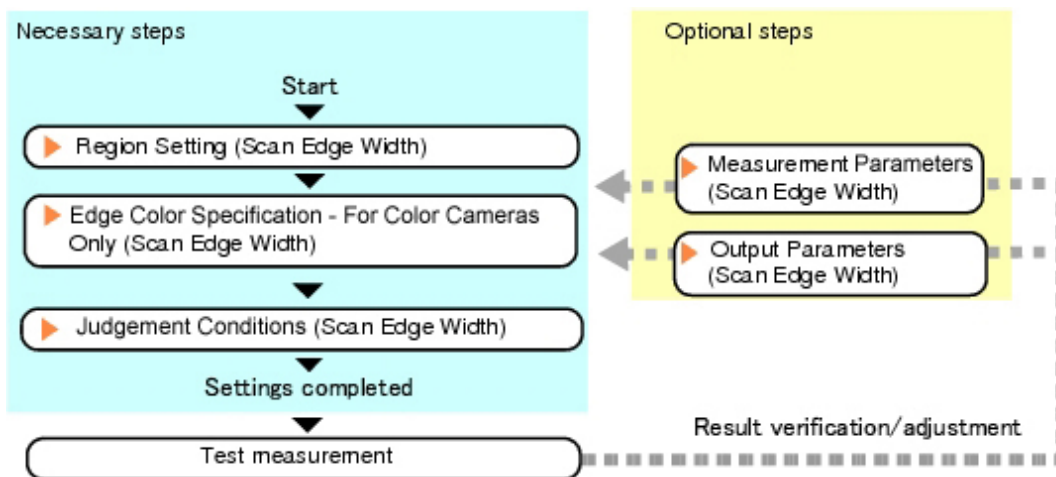 Necessary steps
Start
Region Setting (Scan Edge Width)
Edge Color Specification - For Color Cameras
Only (Scan Edge Width)
Judgement Conditions (Scan Edge Width)
Settings completed
Test measurement
Optional steps
Measurement Parameters
(Scan Edge Width)
Output Parameters
(Scan Edge Width)
Result verification/adjustment